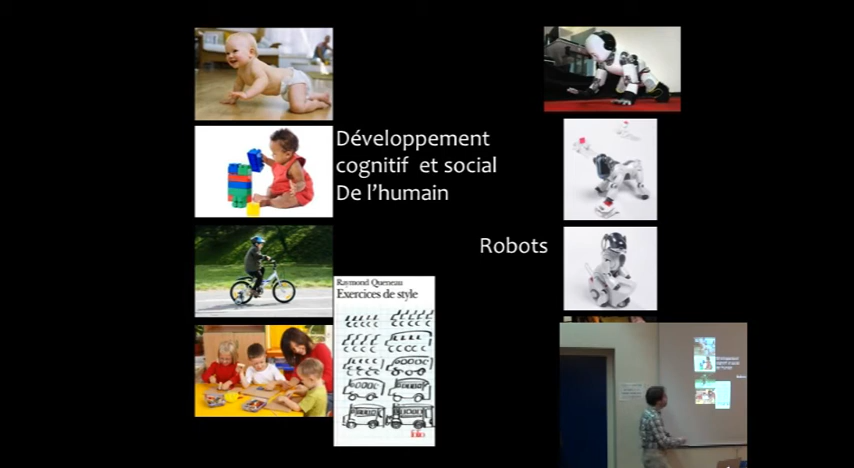 Développement
cognitif et social
De l'humain
Robots
Raymond Queneau
Exercices de style
folio